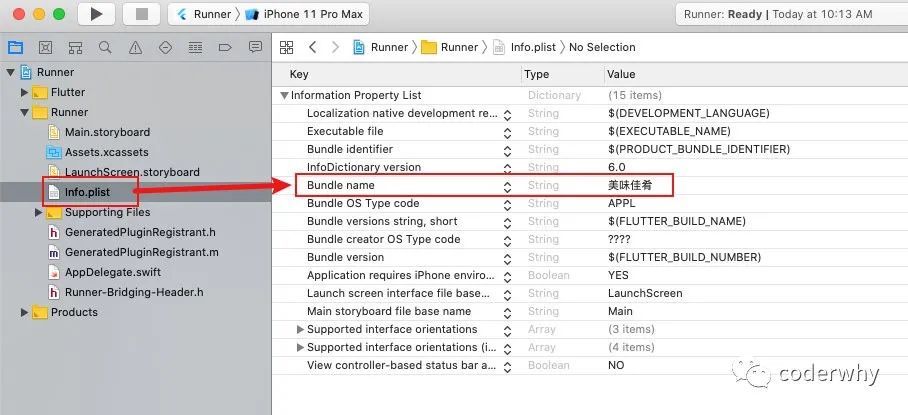 Runner
iPhone 11 Pro Max
Runner: Ready | Today at 10:13 AM
Runner
Runner
Info.plist
No Selection
Runner
Flutter
Runner
Main.storyboard
Assets.xcassets
LaunchScreen.storyboard
Info.plist
Supporting Files
GeneratedPluginRegistrant.h
GeneratedPluginRegistrant.m
AppDelegate.swift
Runner-Bridging-Header.h
Products
Key Type Value
Information Property List Dictionary (15 items)
Localization native development re... String $(DEVELOPMENT_LANGUAGE)
Executable file String $(EXECUTABLE_NAME)
Bundle identifier String $(PRODUCT_BUNDLE_IDENTIFIER)
InfoDictionary version String 6.0
Bundle name String 美味佳肴
Bundle OS Type code String APPL
Bundle versions string, short String $(FLUTTER_BUILD_NAME)
Bundle creator OS Type code String ????
Bundle version String $(FLUTTER_BUILD_NUMBER)
Application requires iPhone enviro... Boolean YES
Launch screen interface file base... String LaunchScreen
Main storyboard file base name String Main
Supported interface orientations Array (3 items)
Supported interface orientations (i... Array (4 items)
View controller-based status bar a... Boolean NO
coderwhy